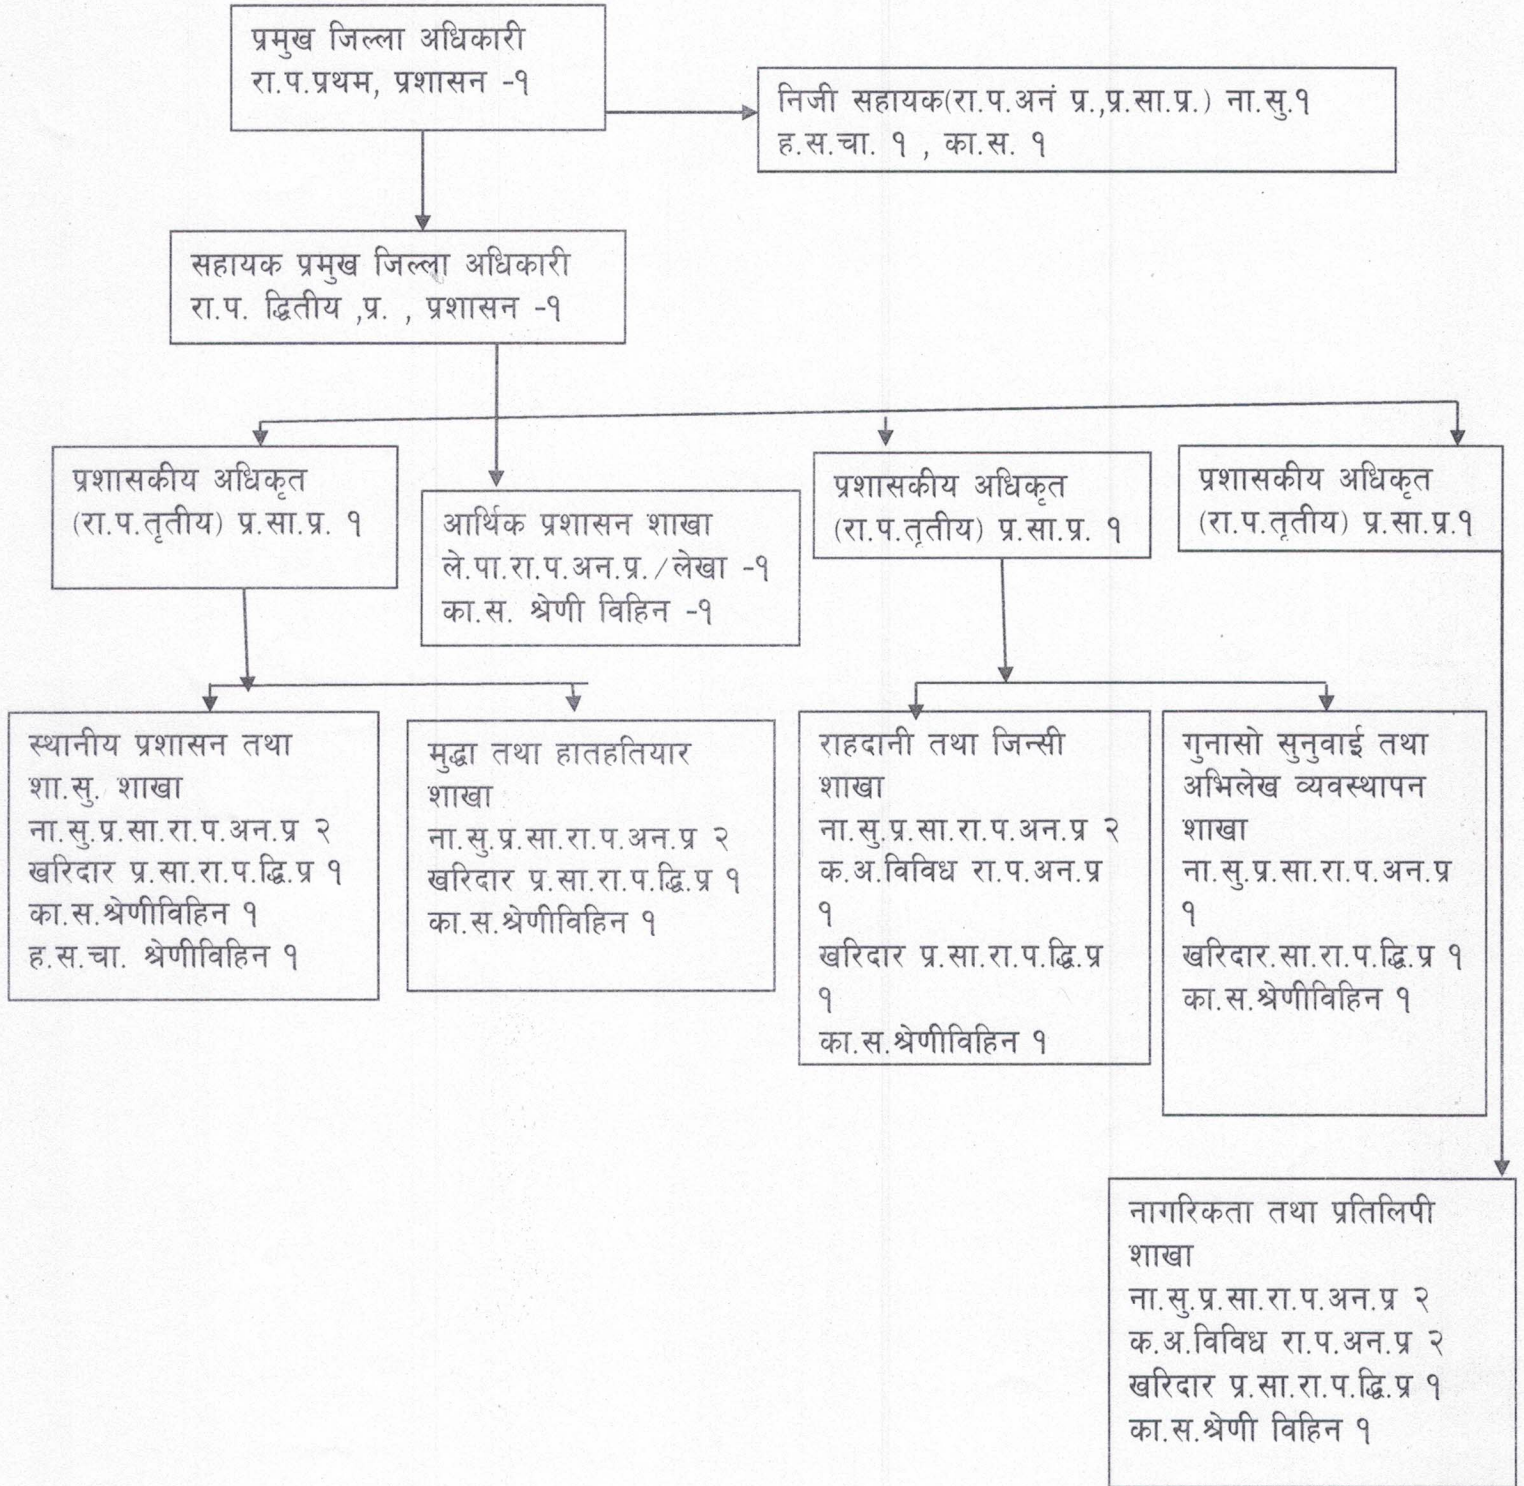 प्रमुख जिल्ला अधिकारी
रा.प.प्रथम, प्रशासन -१
निजी सहायक(रा.प.अनं प्र.,प्र.सा.प्र.) ना.सु.१
ह.स.चा. १ , का.स. १
सहायक प्रमुख जिल्ला अधिकारी
रा.प. द्धितीय ,प्र. , प्रशासन -१
प्रशासकीय अधिकृत
(रा.प.तृतीय) प्र.सा.प्र. १
आर्थिक प्रशासन शाखा
ले.पा.रा.प.अन.प्र./लेखा -१
का.स. श्रेणी विहिन -१
प्रशासकीय अधिकृत
(रा.प.तृतीय) प्र.सा.प्र. १
प्रशासकीय अधिकृत
(रा.प.तृतीय) प्र.सा.प्र.१
स्थानीय प्रशासन तथा
शा.सु. शाखा
ना.सु.प्र.सा.रा.प.अन.प्र २
खरिदार प्र.सा.रा.प.द्धि.प्र १
का.स.श्रेणीविहिन १
ह.स.चा. श्रेणीविहिन १
मुद्धा तथा हातहतियार
शाखा
ना.सु.प्र.सा.रा.प.अन.प्र २
खरिदार प्र.सा.रा.प.द्धि.प्र १
का.स.श्रेणीविहिन १
राहदानी तथा जिन्सी
शाखा
ना.सु.प्र.सा.रा.प.अन.प्र २
क.अ.विविध रा.प.अन.प्र
१
खरिदार प्र.सा.रा.प.द्धि.प्र
१
का.स.श्रेणीविहिन १
गुनासो सुनुवाई तथा
अभिलेख व्यवस्थापन
शाखा
ना.सु.प्र.सा.रा.प.अन.प्र
१
खरिदार.सा.रा.प.द्धि.प्र १
का.स.श्रेणीविहिन १
नागरिकता तथा प्रतिलिपी
शाखा
ना.सु.प्र.सा.रा.प.अन.प्र २
क.अ.विविध रा.प.अन.प्र २
खरिदार प्र.सा.रा.प.द्धि.प्र १
का.स.श्रेणी विहिन १